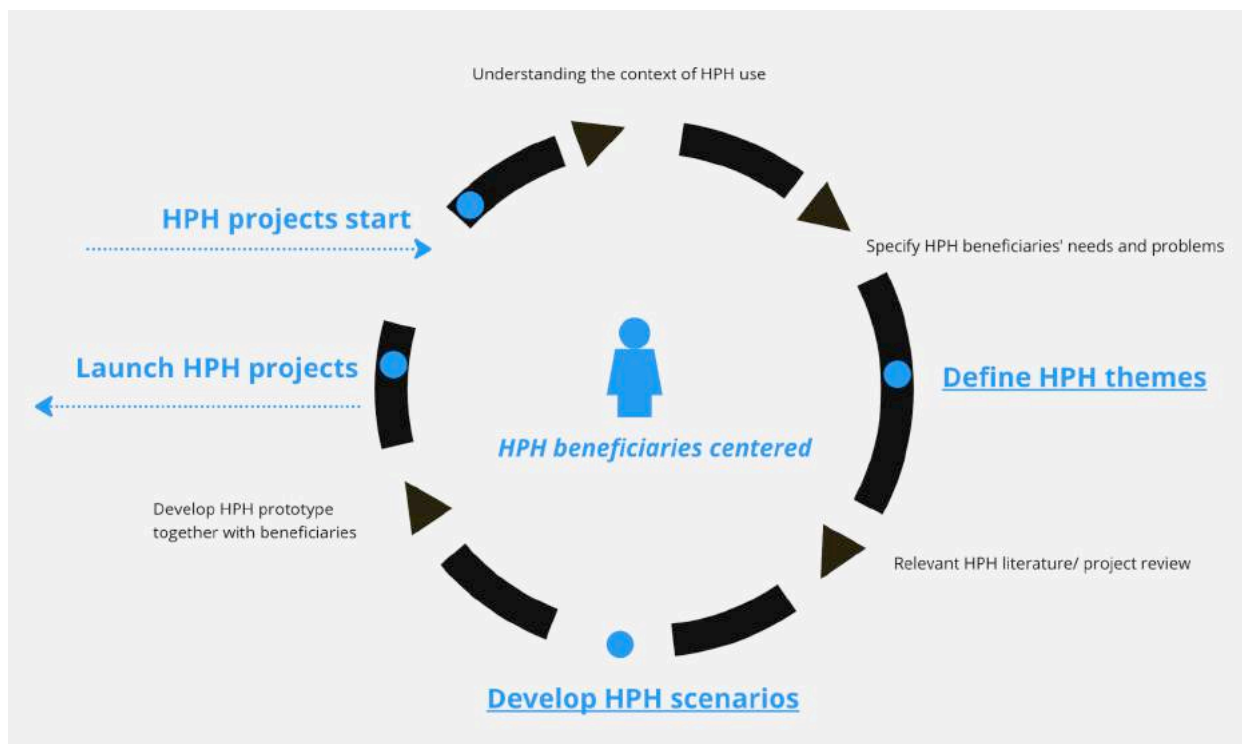 Understanding the context of HPH use
HPH projects start
Specify HPH beneficiaries' needs and problems
Launch HPH projects
Define HPH themes
HPH beneficiaries centered
Develop HPH prototype
together with beneficiaries
Relevant HPH literature/ project review
Develop HPH scenarios